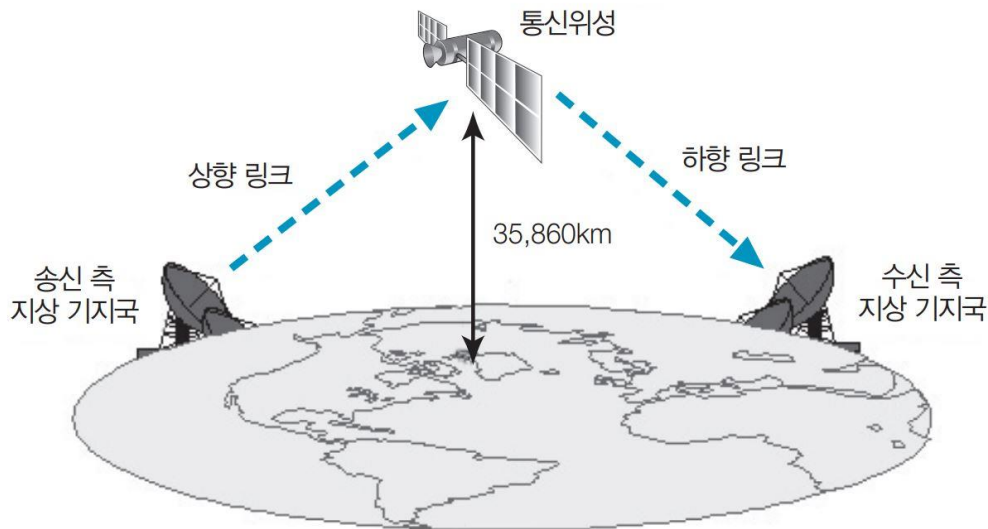 통신위성
상향 링크
하향 링크
35,860km
송신 측
지상 기지국
수신 측
지상 기지국